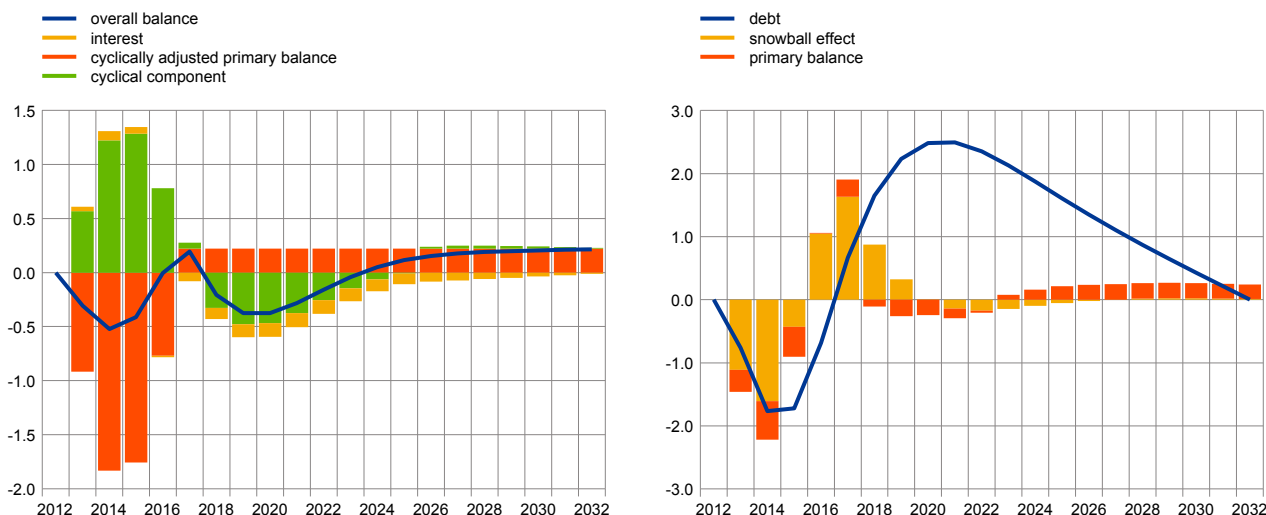 overall balance
interest
cyclically adjusted primary balance
cyclical component
1.5
1.0
0.5
0.0
-0.5
-1.0
-1.5
-2.0
2012 2014 2016 2018 2020 2022 2024 2026 2028 2030 2032
debt
snowball effect
primary balance
3.0
2.0
1.0
0.0
-1.0
-2.0
-3.0
2012 2014 2016 2018 2020 2022 2024 2026 2028 2030 2032